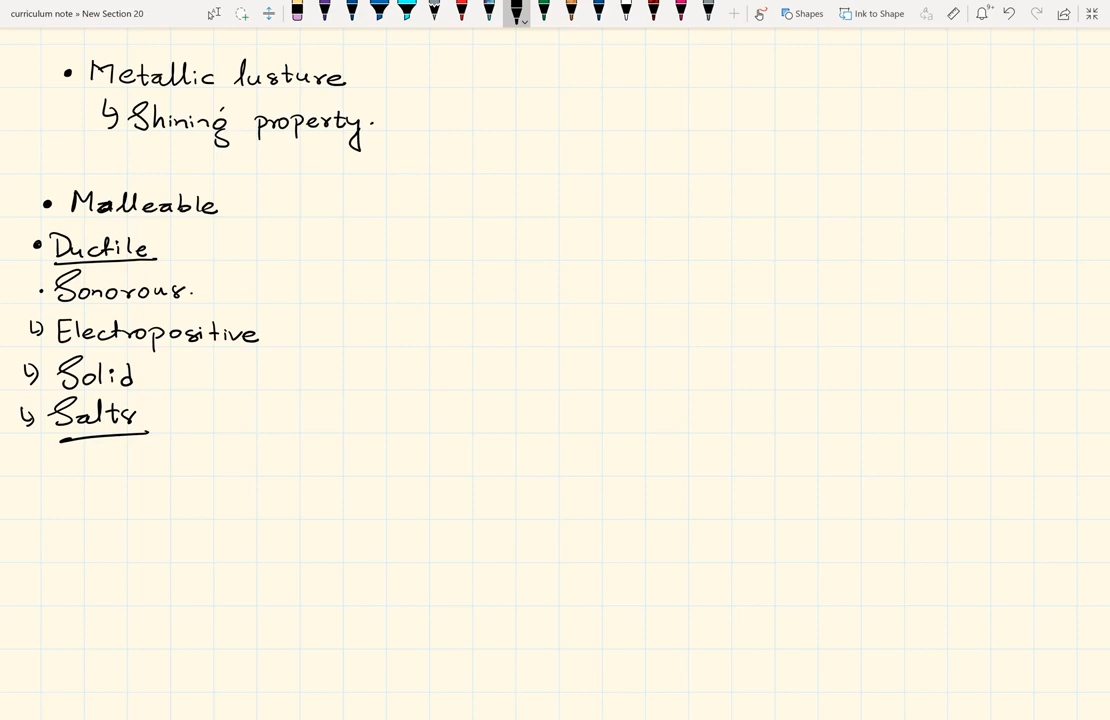 curriculum note » New Section 20
Shapes
Ink to Shape
9+
• Metallic lusture
↳ Shining property.
• Malleable
• Ductile
· Sonorous.
↳ Electropositive
↳ Solid
↳ Salts